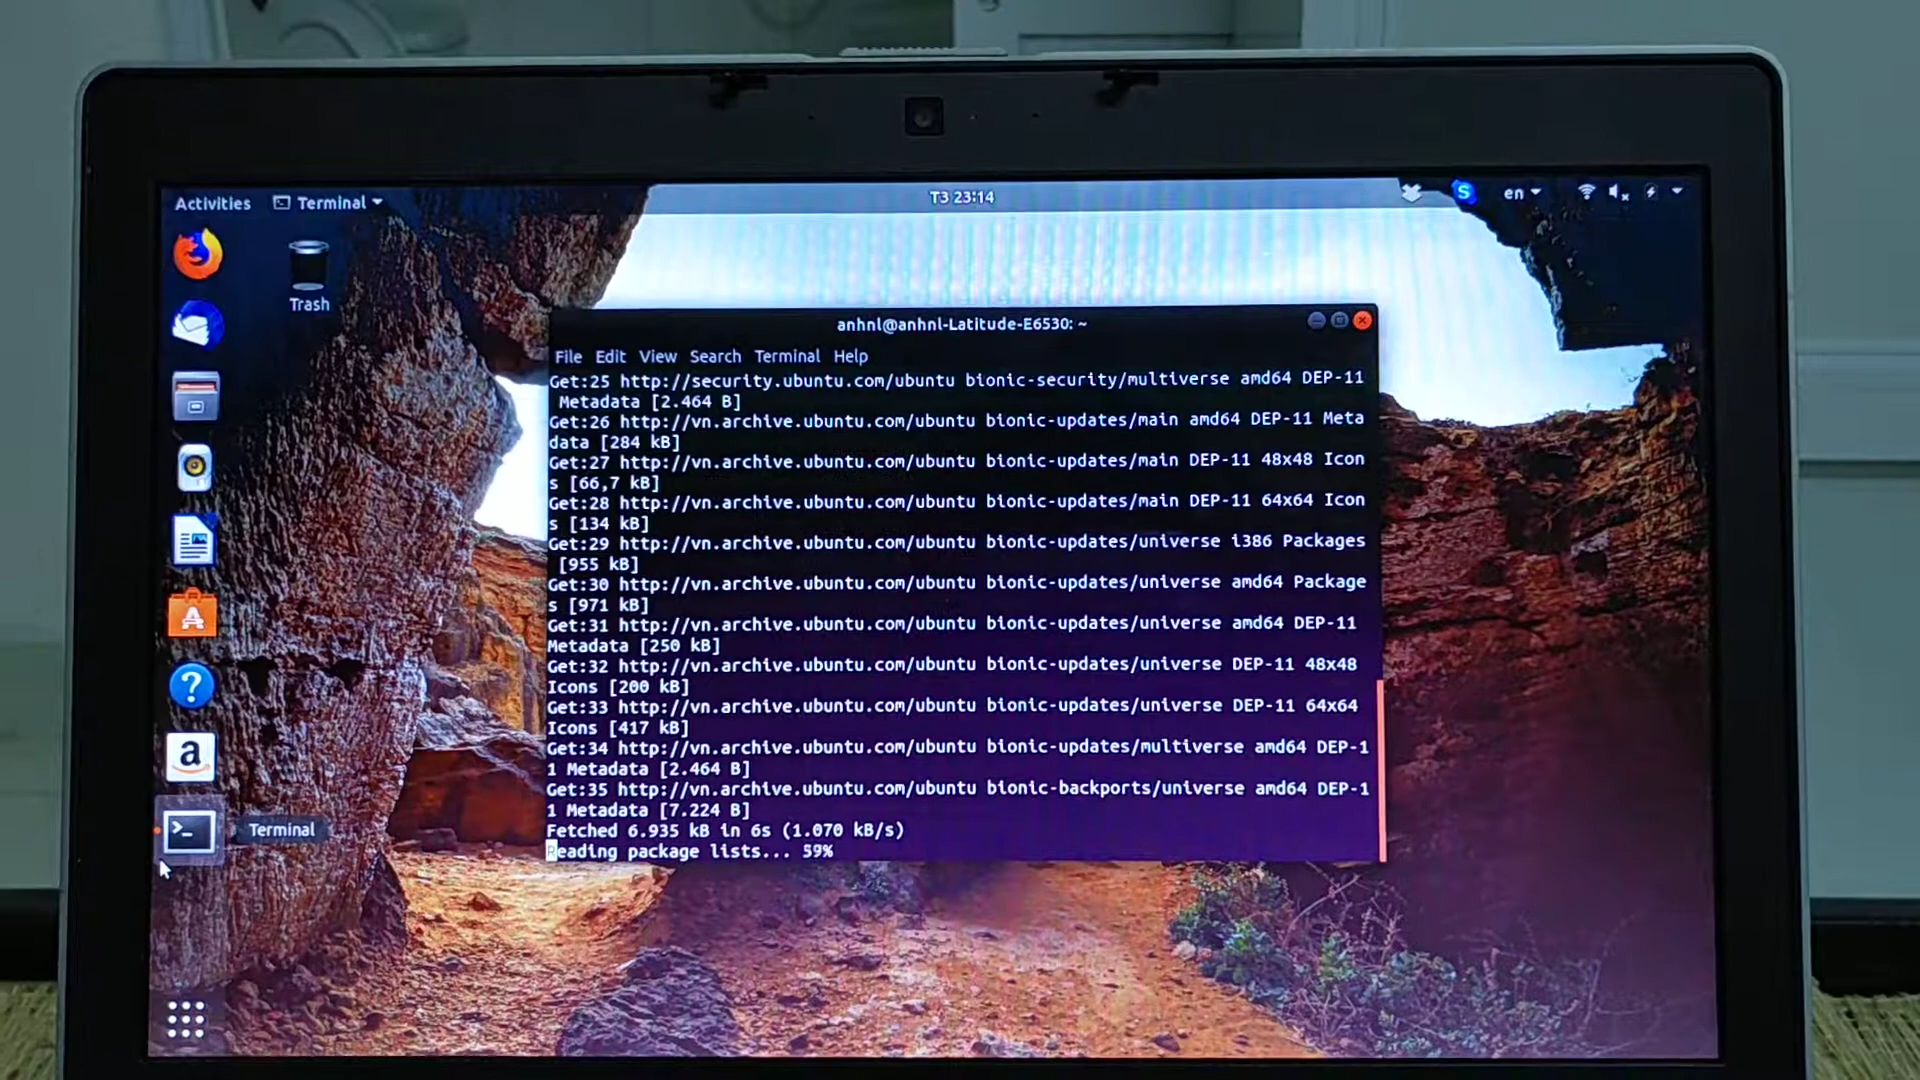 Activities Terminal T3 23:14 S en
Trash
anhnl@anhnl-Latitude-E6530: ~
File Edit View Search Terminal Help
Get:25 http://security.ubuntu.com/ubuntu bionic-security/multiverse amd64 DEP-11
Metadata [2.464 B]
Get:26 http://vn.archive.ubuntu.com/ubuntu bionic-updates/main amd64 DEP-11 Meta
data [284 kB]
Get:27 http://vn.archive.ubuntu.com/ubuntu bionic-updates/main DEP-11 48x48 Icon
s [66,7 kB]
Get:28 http://vn.archive.ubuntu.com/ubuntu bionic-updates/main DEP-11 64x64 Icon
s [134 kB]
Get:29 http://vn.archive.ubuntu.com/ubuntu bionic-updates/universe i386 Packages
[955 kB]
Get:30 http://vn.archive.ubuntu.com/ubuntu bionic-updates/universe amd64 Package
s [971 kB]
Get:31 http://vn.archive.ubuntu.com/ubuntu bionic-updates/universe amd64 DEP-11
Metadata [250 kB]
Get:32 http://vn.archive.ubuntu.com/ubuntu bionic-updates/universe DEP-11 48x48
Icons [200 kB]
Get:33 http://vn.archive.ubuntu.com/ubuntu bionic-updates/universe DEP-11 64x64
Icons [417 kB]
Get:34 http://vn.archive.ubuntu.com/ubuntu bionic-updates/multiverse amd64 DEP-1
1 Metadata [2.464 B]
Get:35 http://vn.archive.ubuntu.com/ubuntu bionic-backports/universe amd64 DEP-1
1 Metadata [7.224 B]
Fetched 6.935 kB in 6s (1.070 kB/s)
Reading package lists... 59%
Terminal